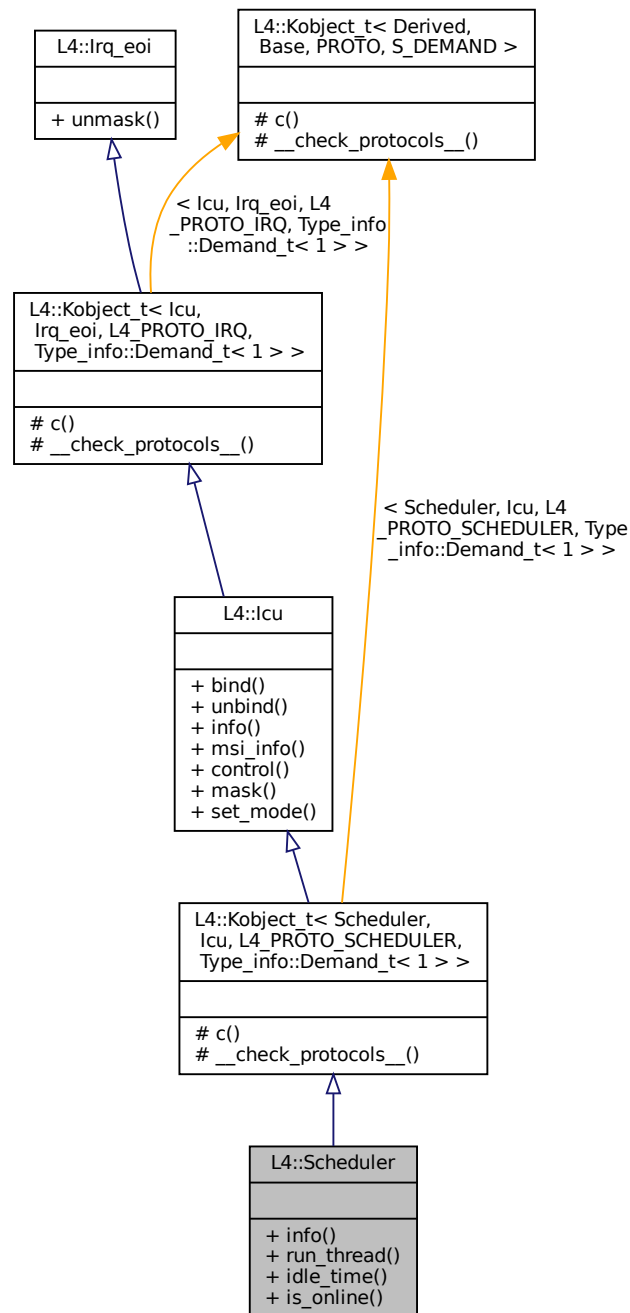 L4::Irq_eoi
+ unmask()
L4::Kobject_t< Derived,
Base, PROTO, S_DEMAND >
# c()
# __check_protocols__()
< Icu, Irq_eoi, L4
_PROTO_IRQ, Type_info
::Demand_t< 1 > >
L4::Kobject_t< Icu,
Irq_eoi, L4_PROTO_IRQ,
Type_info::Demand_t< 1 > >
# c()
# __check_protocols__()
< Scheduler, Icu, L4
_PROTO_SCHEDULER, Type
_info::Demand_t< 1 > >
L4::Icu
+ bind()
+ unbind()
+ info()
+ msi_info()
+ control()
+ mask()
+ set_mode()
L4::Kobject_t< Scheduler,
Icu, L4_PROTO_SCHEDULER,
Type_info::Demand_t< 1 > >
# c()
# __check_protocols__()
L4::Scheduler
+ info()
+ run_thread()
+ idle_time()
+ is_online()